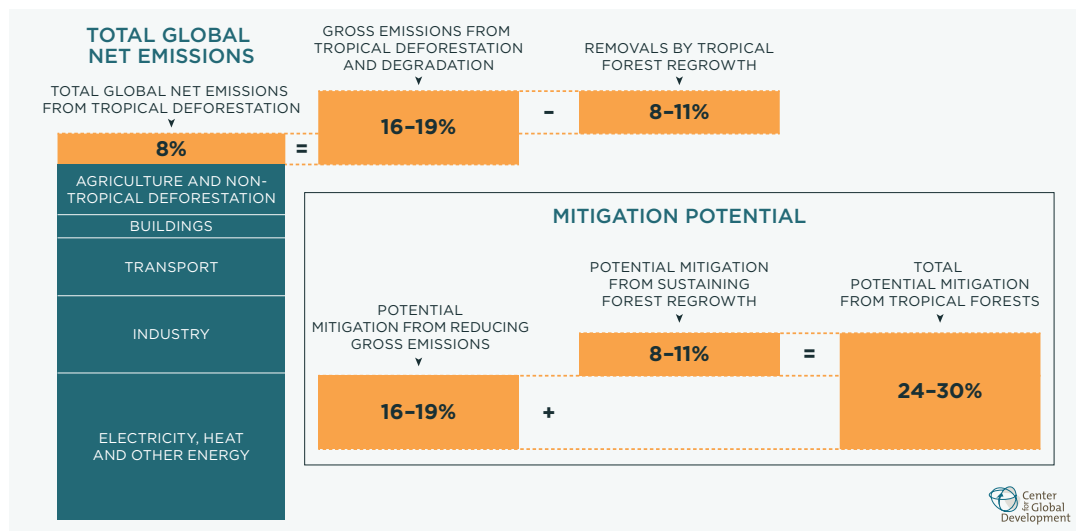 TOTAL GLOBAL
NET EMISSIONS
TOTAL GLOBAL NET EMISSIONS
FROM TROPICAL DEFORESTATION
8%
=
GROSS EMISSIONS FROM
TROPICAL DEFORESTATION
AND DEGRADATION
16–19%
–
REMOVALS BY TROPICAL
FOREST REGROWTH
8–11%
AGRICULTURE AND NON-
TROPICAL DEFORESTATION
BUILDINGS
TRANSPORT
INDUSTRY
ELECTRICITY, HEAT
AND OTHER ENERGY
MITIGATION POTENTIAL
POTENTIAL
MITIGATION FROM REDUCING
GROSS EMISSIONS
16–19%
+
POTENTIAL MITIGATION
FROM SUSTAINING
FOREST REGROWTH
8–11%
=
TOTAL
POTENTIAL MITIGATION
FROM TROPICAL FORESTS
24–30%
Center
for Global
Development